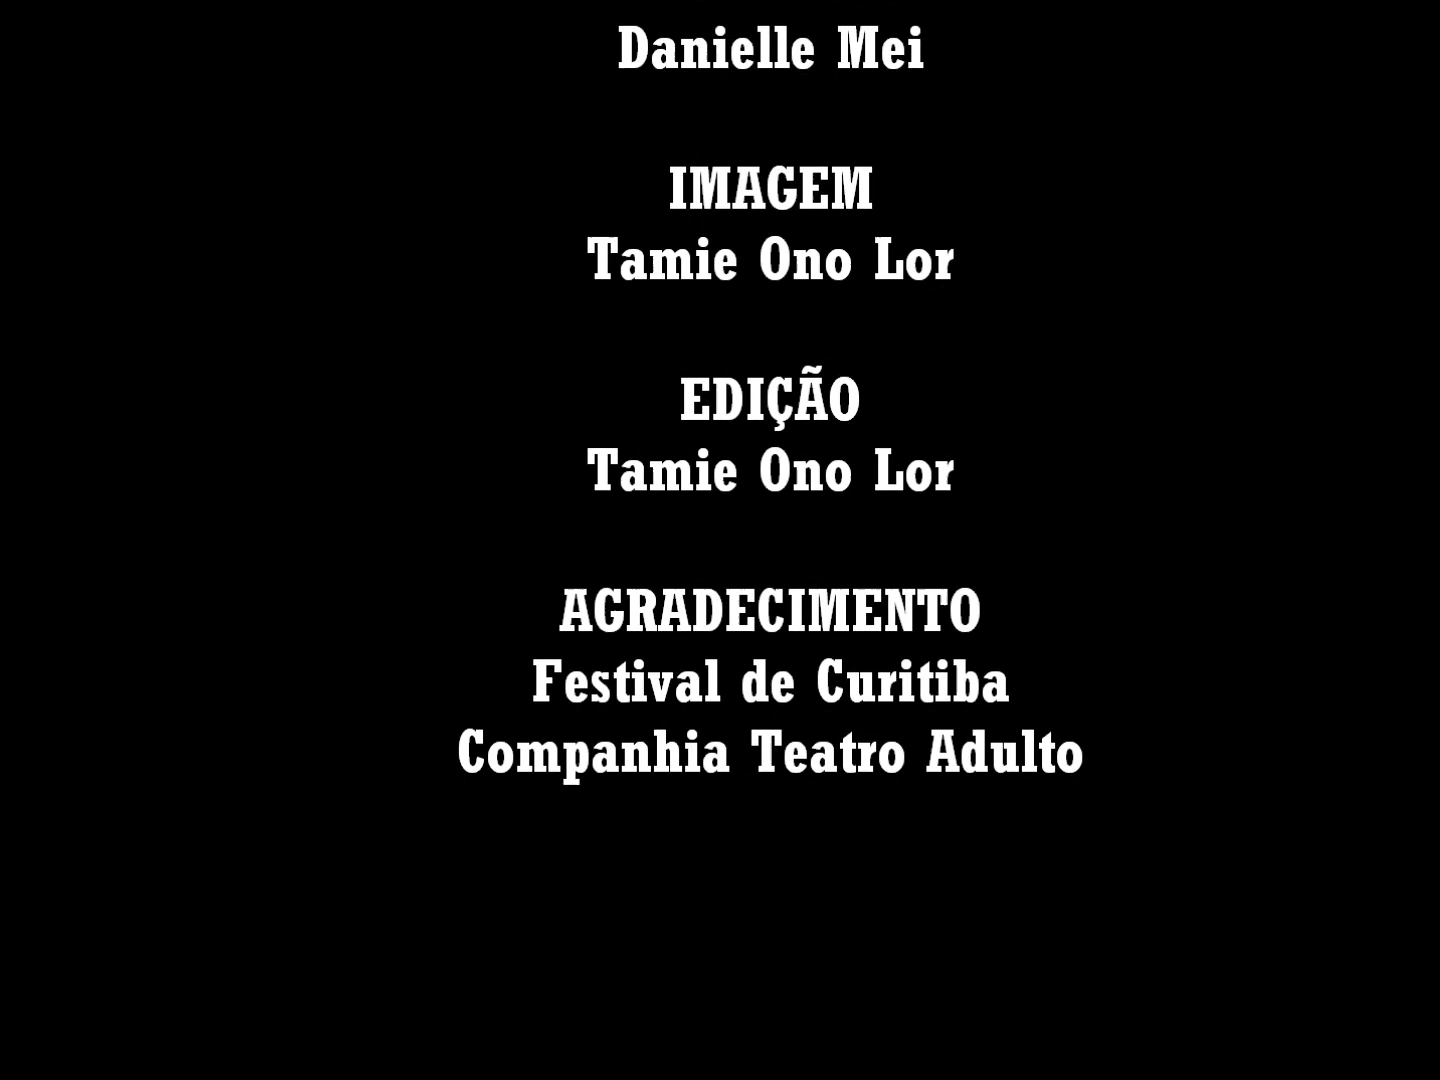 Danielle Mei
IMAGEM
Tamie Ono Lor
EDIÇÃO
Tamie Ono Lor
AGRADECIMENTO
Festival de Curitiba
Companhia Teatro Adulto